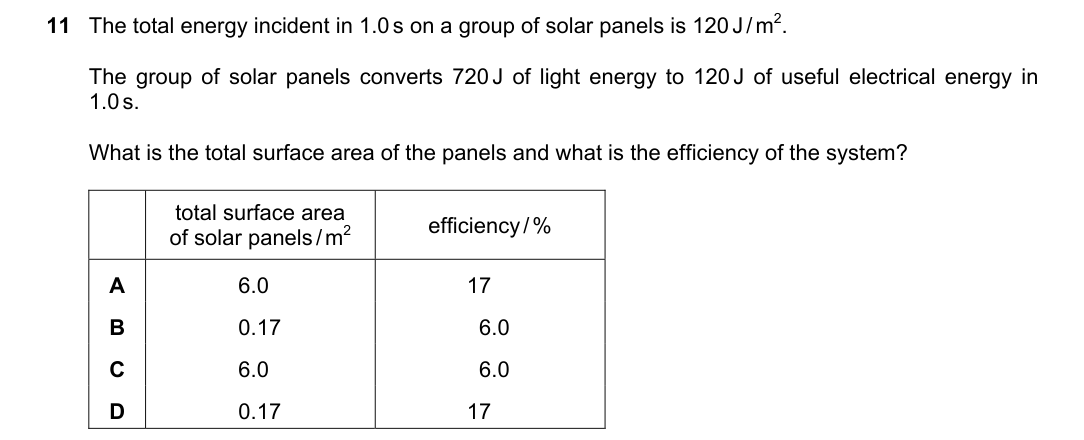 11 The total energy incident in 1.0 s on a group of solar panels is 120 J/m².
The group of solar panels converts 720 J of light energy to 120 J of useful electrical energy in
1.0 s.
What is the total surface area of the panels and what is the efficiency of the system?
total surface area
of solar panels/m²
efficiency/%
A 6.0 17
B 0.17 6.0
C 6.0 6.0
D 0.17 17